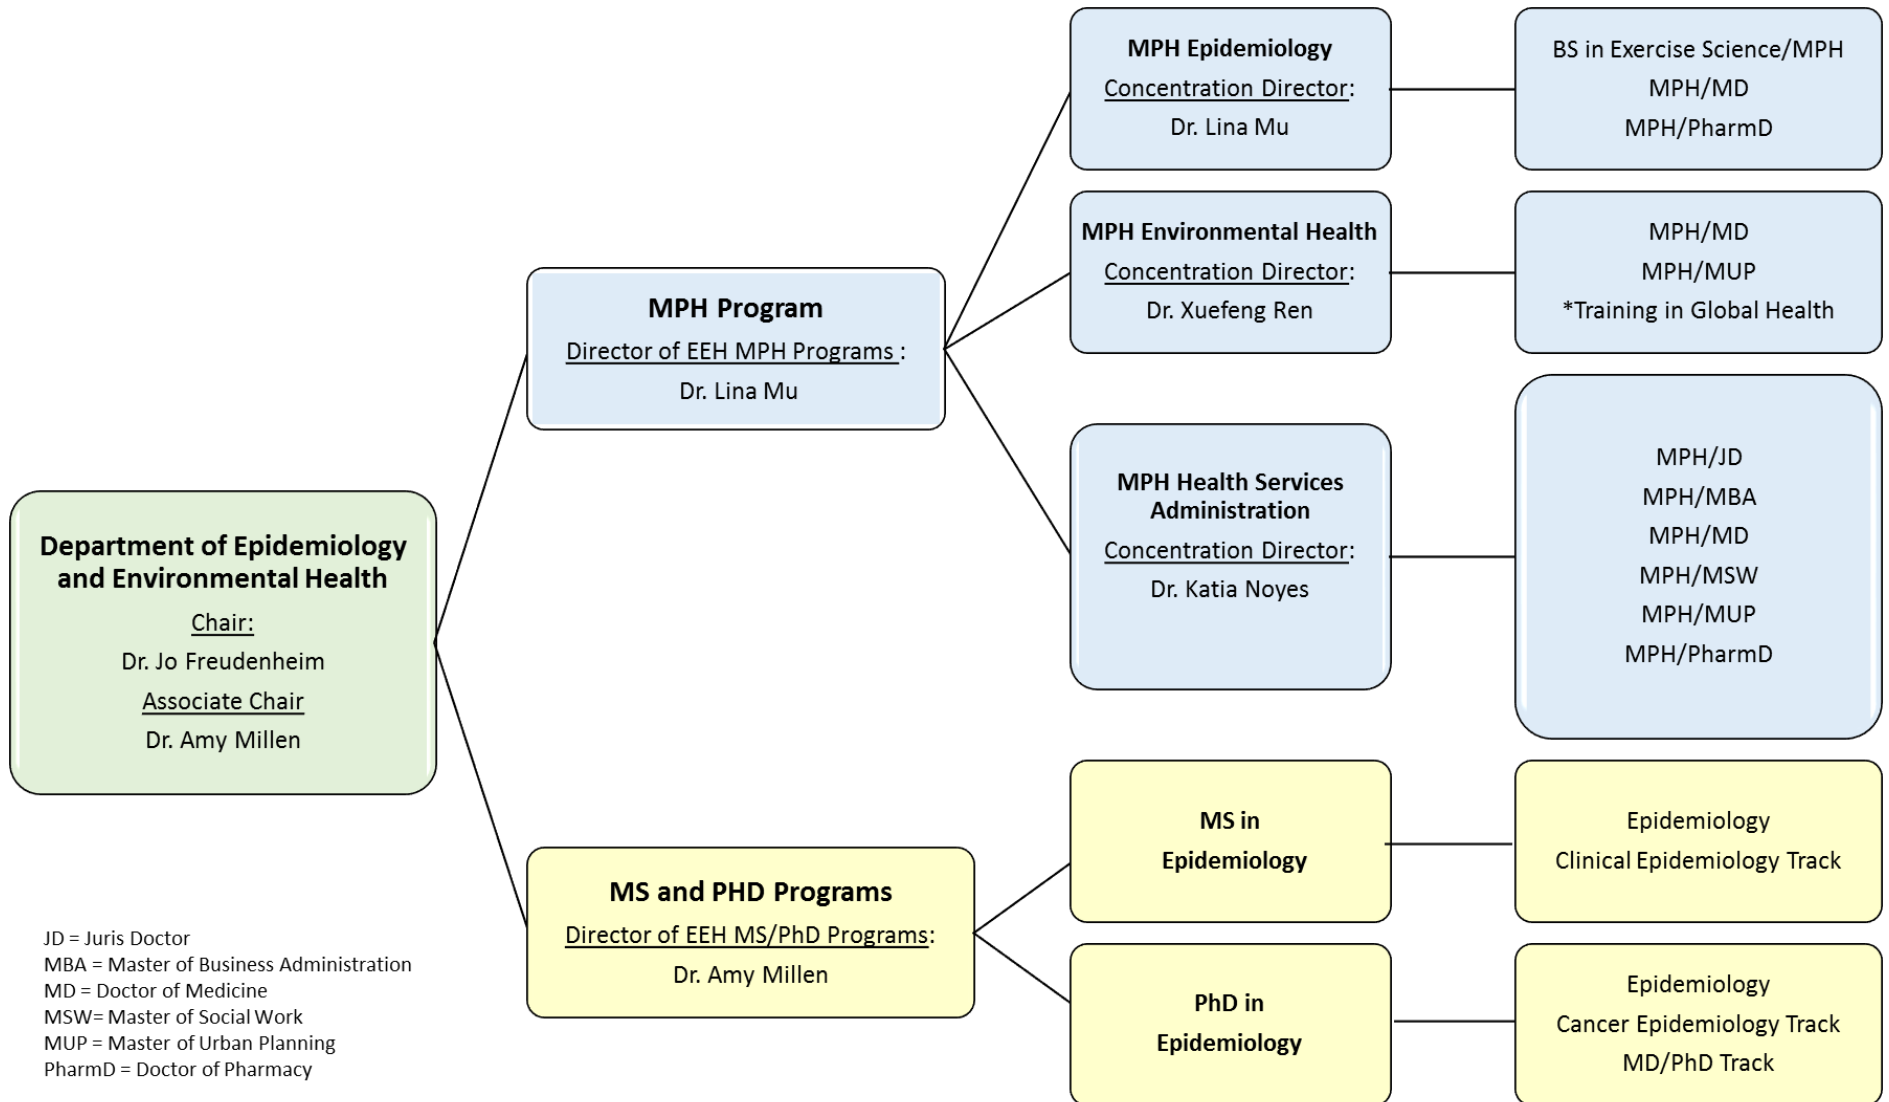 Department of Epidemiology
and Environmental Health
Chair:
Dr. Jo Freudenheim
Associate Chair
Dr. Amy Millen
MPH Program
Director of EEH MPH Programs :
Dr. Lina Mu
MPH Epidemiology
Concentration Director:
Dr. Lina Mu
BS in Exercise Science/MPH
MPH/MD
MPH/PharmD
MPH Environmental Health
Concentration Director:
Dr. Xuefeng Ren
MPH/MD
MPH/MUP
*Training in Global Health
MPH Health Services
Administration
Concentration Director:
Dr. Katia Noyes
MPH/JD
MPH/MBA
MPH/MD
MPH/MSW
MPH/MUP
MPH/PharmD
MS and PHD Programs
Director of EEH MS/PhD Programs:
Dr. Amy Millen
MS in
Epidemiology
Epidemiology
Clinical Epidemiology Track
PhD in
Epidemiology
Epidemiology
Cancer Epidemiology Track
MD/PhD Track
JD = Juris Doctor
MBA = Master of Business Administration
MD = Doctor of Medicine
MSW= Master of Social Work
MUP = Master of Urban Planning
PharmD = Doctor of Pharmacy